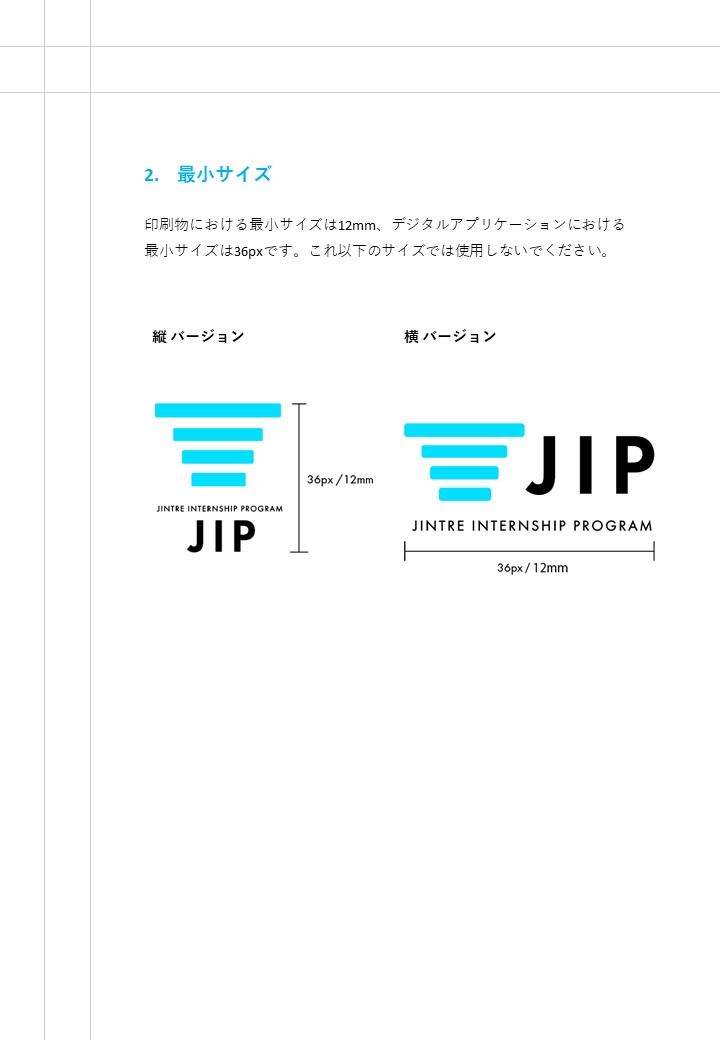 2. 最小サイズ
印刷物における最小サイズは12mm、デジタルアプリケーションにおける
最小サイズは36pxです。これ以下のサイズでは使用しないでください。
縦 バージョン
横 バージョン
36px /12mm
JINTRE INTERNSHIP PROGRAM
JIP
JIP
JINTRE INTERNSHIP PROGRAM
36px / 12mm